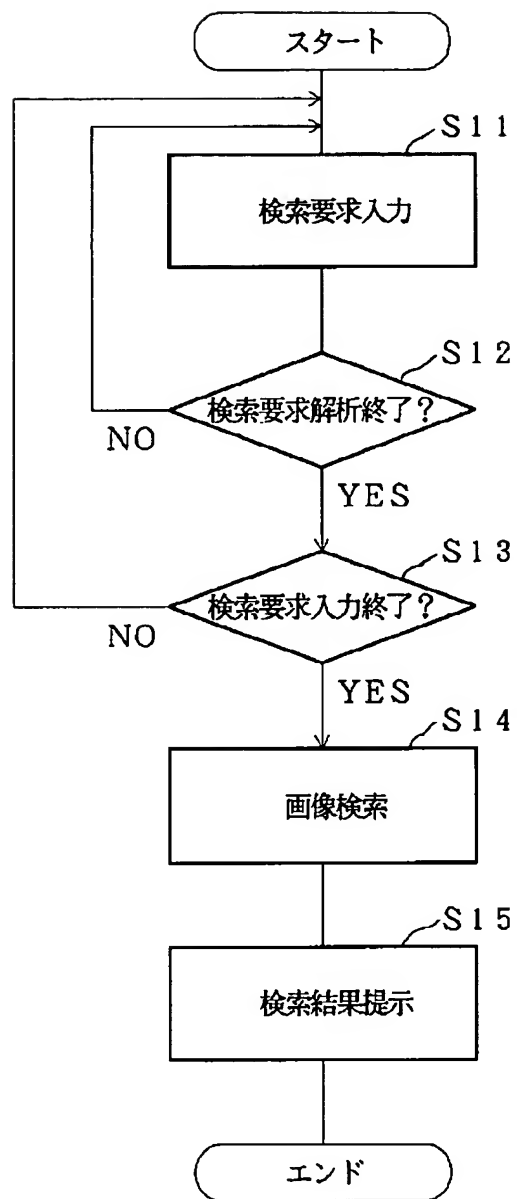 スタート
S11
検索要求入力
S12
検索要求解析終了?
NO
YES
S13
検索要求入力終了?
NO
YES
S14
画像検索
S15
検索結果提示
エンド